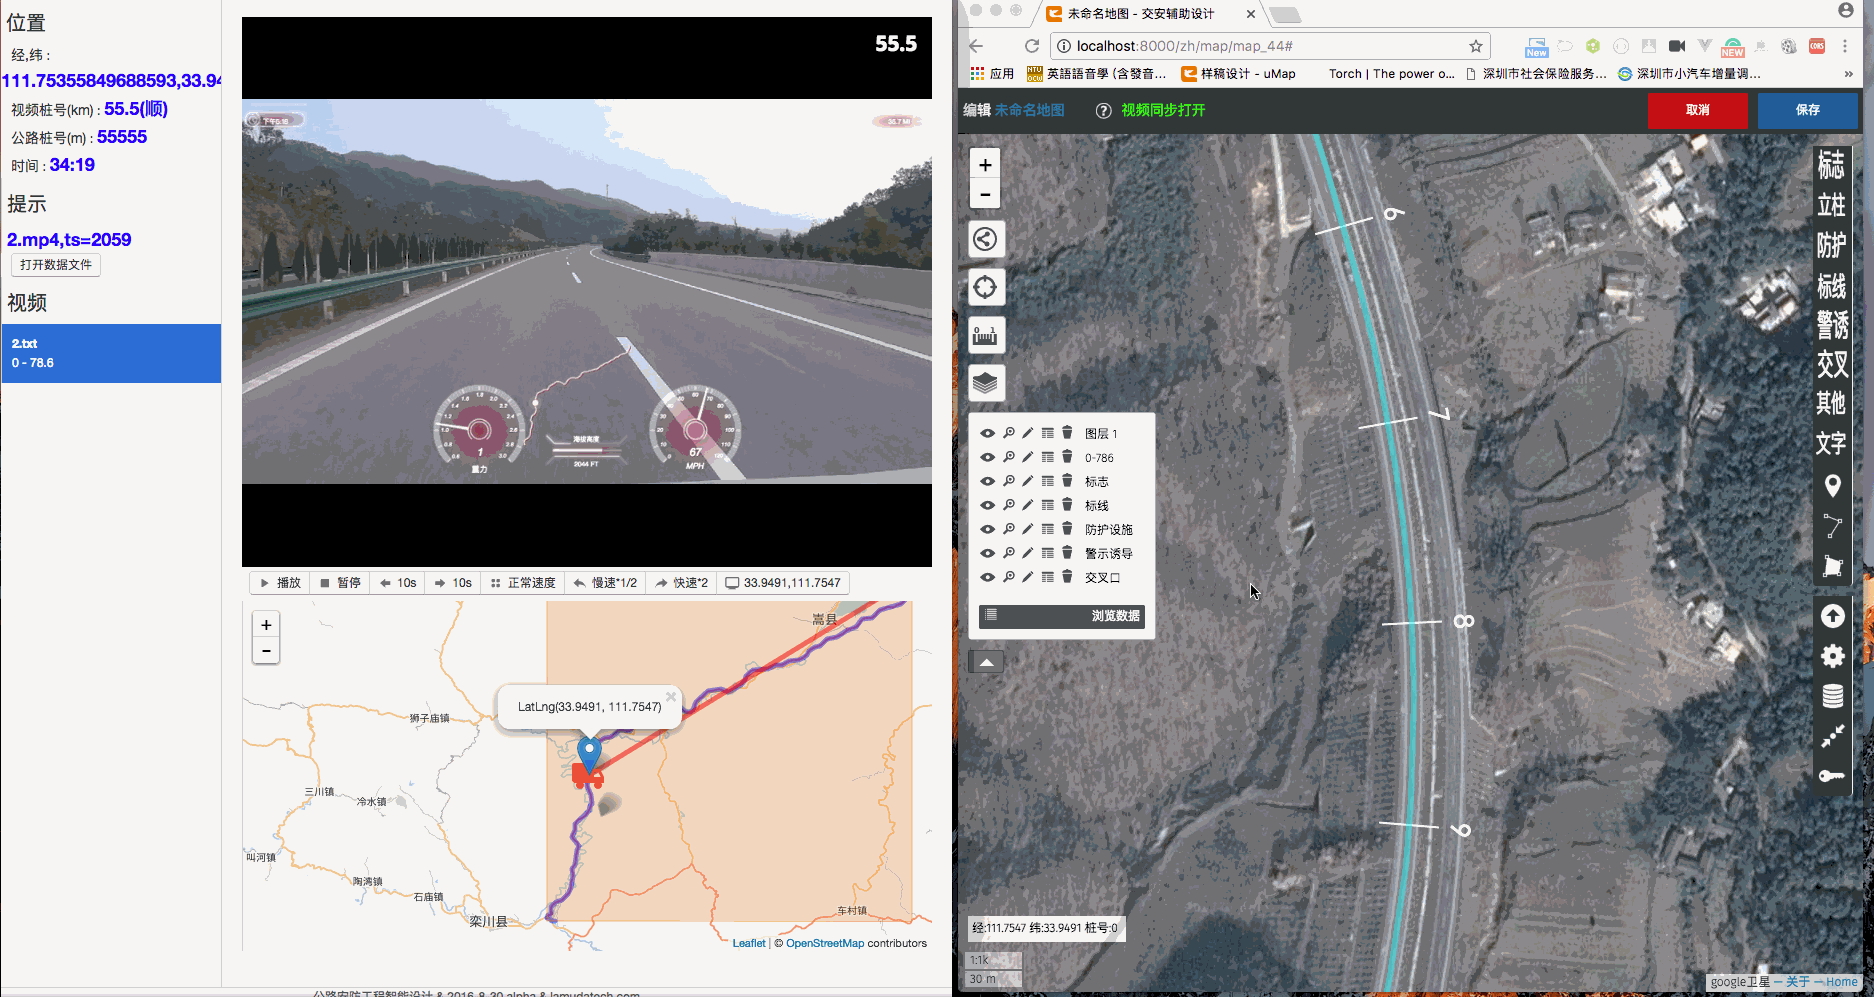 位置
经,纬 :
111.75355849688593,33.94
视频桩号(km) : 55.5(顺)
公路桩号(m) : 55555
时间 : 34:19
提示
2.mp4,ts=2059
打开数据文件
视频
2.txt
0 - 78.6
55.5
1
重力
海拔高度
2044 FT
67
MPH
播放 暂停 10s 10s 正常速度 慢速*1/2 快速*2 33.9491,111.7547
+
−
嵩县
LatLng(33.9491, 111.7547)
×
狮子庙镇
三川镇
冷水镇
叫河镇
陶湾镇
石庙镇
栾川县
车村镇
Leaflet | © OpenStreetMap contributors
公路安防工程智能设计 & 2016-8-30 alpha & lamudatech.com
未命名地图 - 交安辅助设计
localhost:8000/zh/map/map_44#
New
NEW
CORS
应用 英語語音學 (含發音... 样稿设计 - uMap Torch | The power o... 深圳市社会保险服务... 深圳市小汽车增量调... »
编辑 未命名地图 ? 视频同步打开 取消 保存
+
−
0 1
图层 1
0-786
标志
标线
防护设施
警示诱导
交叉口
浏览数据
6
7
8
9
标志
立柱
防护
标线
警诱
交叉
其他
文字
经:111.7547 纬:33.9491 桩号:0
1:1k
30 m
google卫星 — 关于 — Home